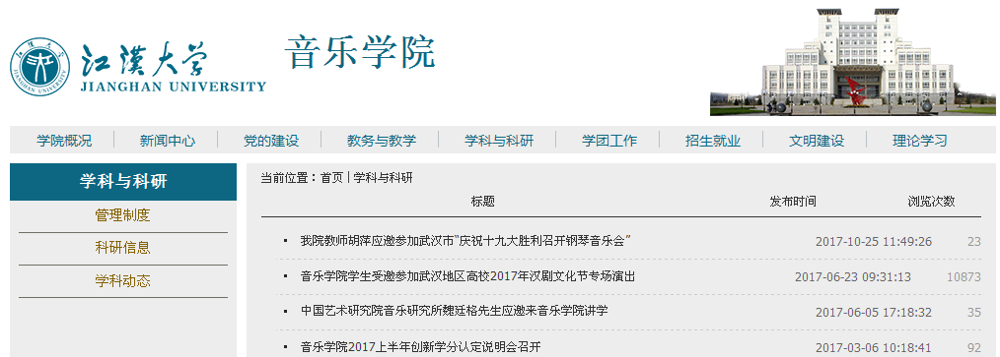 江汉大学
JIANGHAN UNIVERSITY
音乐学院
学院概况 新闻中心 党的建设 教务与教学 学科与科研 学团工作 招生就业 文明建设 理论学习
学科与科研
管理制度
科研信息
学科动态
当前位置：首页 | 学科与科研
标题 发布时间 浏览次数
我院教师胡萍应邀参加武汉市“庆祝十九大胜利召开钢琴音乐会” 2017-10-25 11:49:26 23
音乐学院学生受邀参加武汉地区高校2017年汉剧文化节专场演出 2017-06-23 09:31:13 10873
中国艺术研究院音乐研究所魏廷格先生应邀来音乐学院讲学 2017-06-05 17:18:32 35
音乐学院2017上半年创新学分认定说明会召开 2017-03-06 10:18:41 92